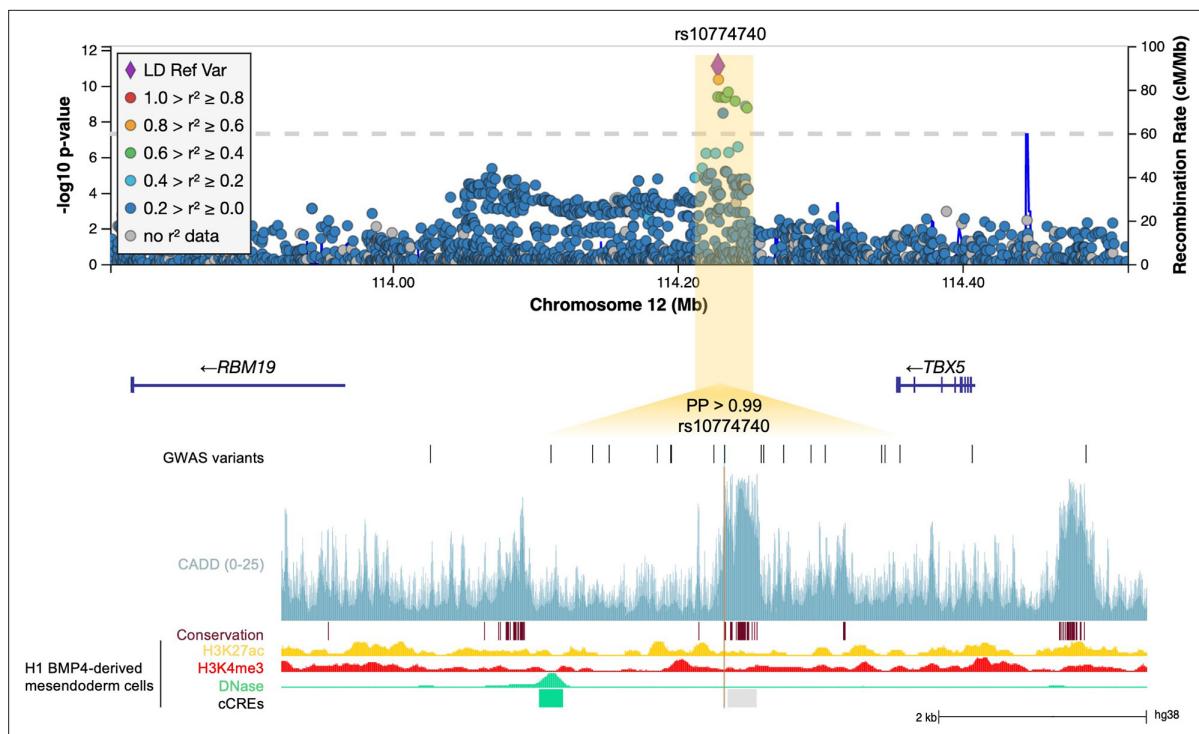 rs10774740
12
10
8
6
4
2
0
-log10 p-value
LD Ref Var
1.0 > r² ≥ 0.8
0.8 > r² ≥ 0.6
0.6 > r² ≥ 0.4
0.4 > r² ≥ 0.2
0.2 > r² ≥ 0.0
no r² data
100
80
60
40
20
0
Recombination Rate (cM/Mb)
114.00
114.20
114.40
Chromosome 12 (Mb)
←RBM19
←TBX5
PP > 0.99
rs10774740
GWAS variants
CADD (0-25)
Conservation
H3K27ac
H3K4me3
DNase
cCREs
H1 BMP4-derived
mesendoderm cells
2 kb
hg38